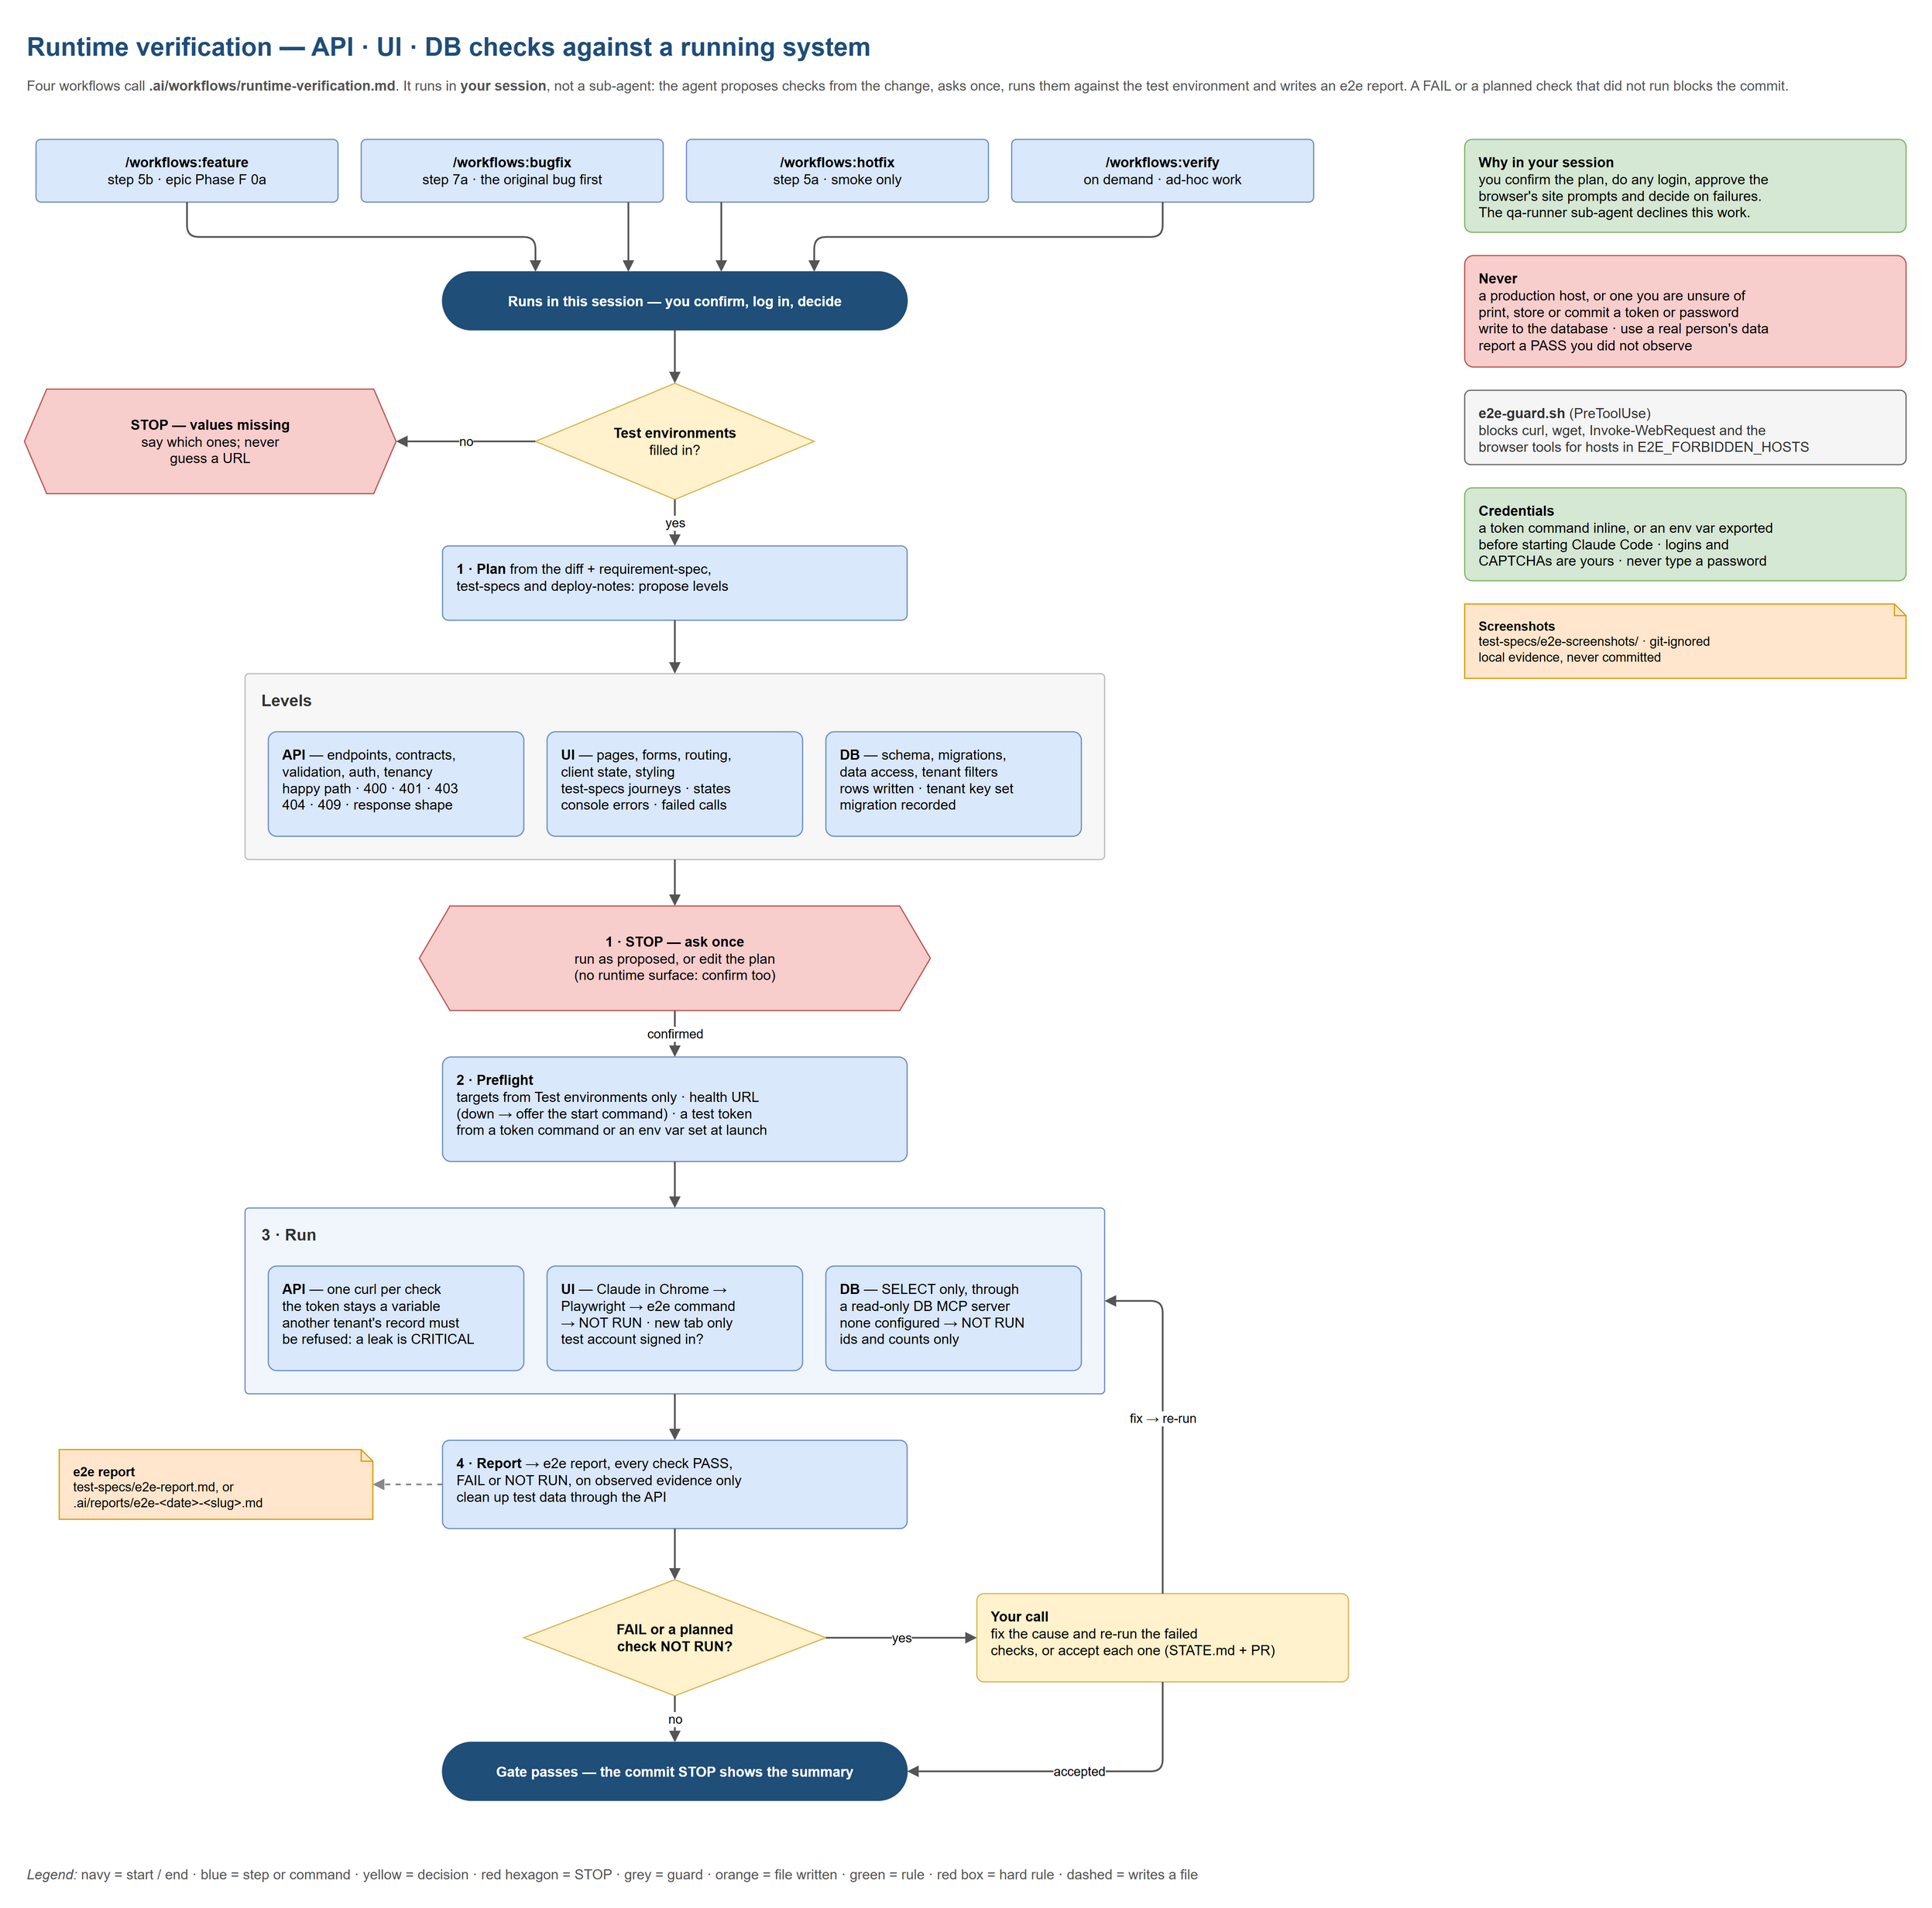 Runtime verification — API · UI · DB checks against a running system
Four workflows call .ai/workflows/runtime-verification.md. It runs in your session, not a sub-agent: the agent proposes checks from the change, asks once, runs them against the test environment and writes an e2e report. A FAIL or a planned check that did not run blocks the commit.
/workflows:feature
step 5b · epic Phase F 0a
/workflows:bugfix
step 7a · the original bug first
/workflows:hotfix
step 5a · smoke only
/workflows:verify
on demand · ad-hoc work
Why in your session
you confirm the plan, do any login, approve the
browser's site prompts and decide on failures.
The qa-runner sub-agent declines this work.
Never
a production host, or one you are unsure of
print, store or commit a token or password
write to the database · use a real person's data
report a PASS you did not observe
e2e-guard.sh (PreToolUse)
blocks curl, wget, Invoke-WebRequest and the
browser tools for hosts in E2E_FORBIDDEN_HOSTS
Credentials
a token command inline, or an env var exported
before starting Claude Code · logins and
CAPTCHAs are yours · never type a password
Screenshots
test-specs/e2e-screenshots/ · git-ignored
local evidence, never committed
Runs in this session — you confirm, log in, decide
STOP — values missing
say which ones; never
guess a URL
no
Test environments
filled in?
yes
1 · Plan from the diff + requirement-spec,
test-specs and deploy-notes: propose levels
Levels
API — endpoints, contracts,
validation, auth, tenancy
happy path · 400 · 401 · 403
404 · 409 · response shape
UI — pages, forms, routing,
client state, styling
test-specs journeys · states
console errors · failed calls
DB — schema, migrations,
data access, tenant filters
rows written · tenant key set
migration recorded
1 · STOP — ask once
run as proposed, or edit the plan
(no runtime surface: confirm too)
confirmed
2 · Preflight
targets from Test environments only · health URL
(down → offer the start command) · a test token
from a token command or an env var set at launch
3 · Run
API — one curl per check
the token stays a variable
another tenant's record must
be refused: a leak is CRITICAL
UI — Claude in Chrome →
Playwright → e2e command
→ NOT RUN · new tab only
test account signed in?
DB — SELECT only, through
a read-only DB MCP server
none configured → NOT RUN
ids and counts only
fix → re-run
e2e report
test-specs/e2e-report.md, or
.ai/reports/e2e-<date>-<slug>.md
4 · Report → e2e report, every check PASS,
FAIL or NOT RUN, on observed evidence only
clean up test data through the API
FAIL or a planned
check NOT RUN?
yes
Your call
fix the cause and re-run the failed
checks, or accept each one (STATE.md + PR)
no
Gate passes — the commit STOP shows the summary
accepted
Legend: navy = start / end · blue = step or command · yellow = decision · red hexagon = STOP · grey = guard · orange = file written · green = rule · red box = hard rule · dashed = writes a file